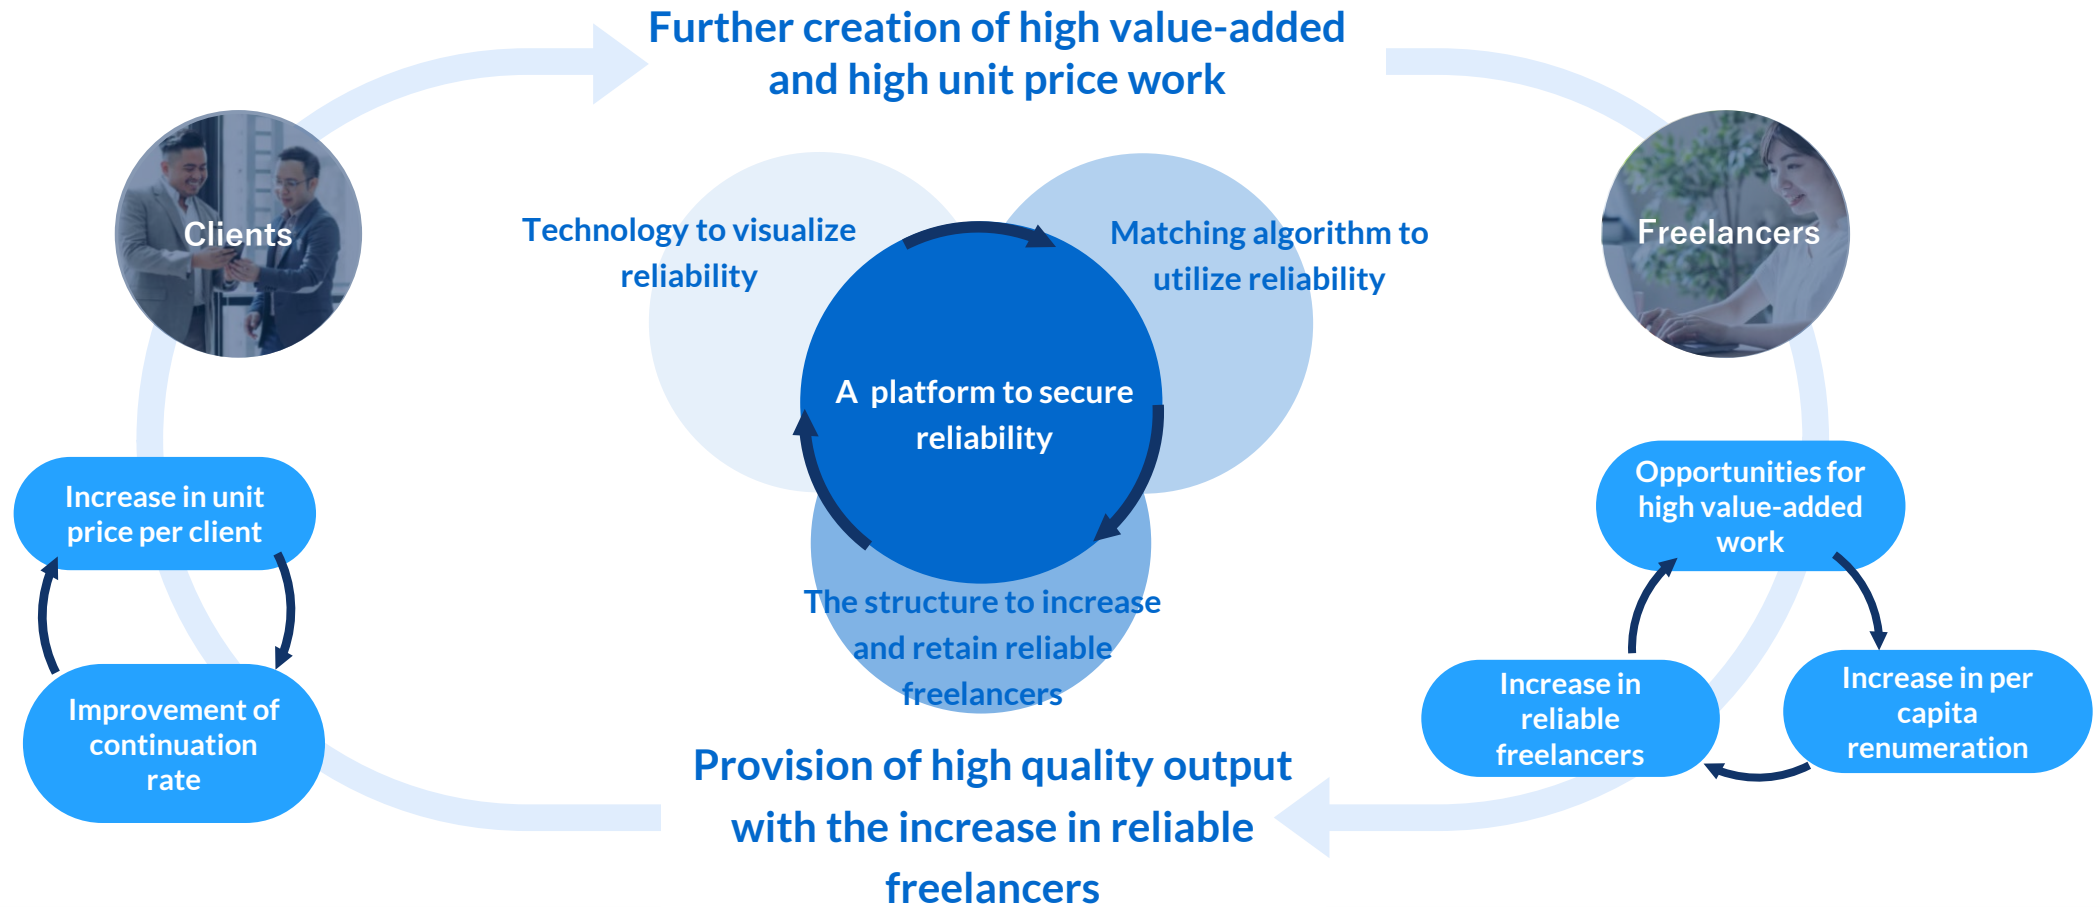 Further creation of high value-added
and high unit price work
Clients
Freelancers
Technology to visualize
reliability
Matching algorithm to
utilize reliability
A platform to secure
reliability
The structure to increase
and retain reliable
freelancers
Increase in unit
price per client
Improvement of
continuation
rate
Opportunities for
high value-added
work
Increase in per
capita
renumeration
Increase in
reliable
freelancers
Provision of high quality output
with the increase in reliable
freelancers